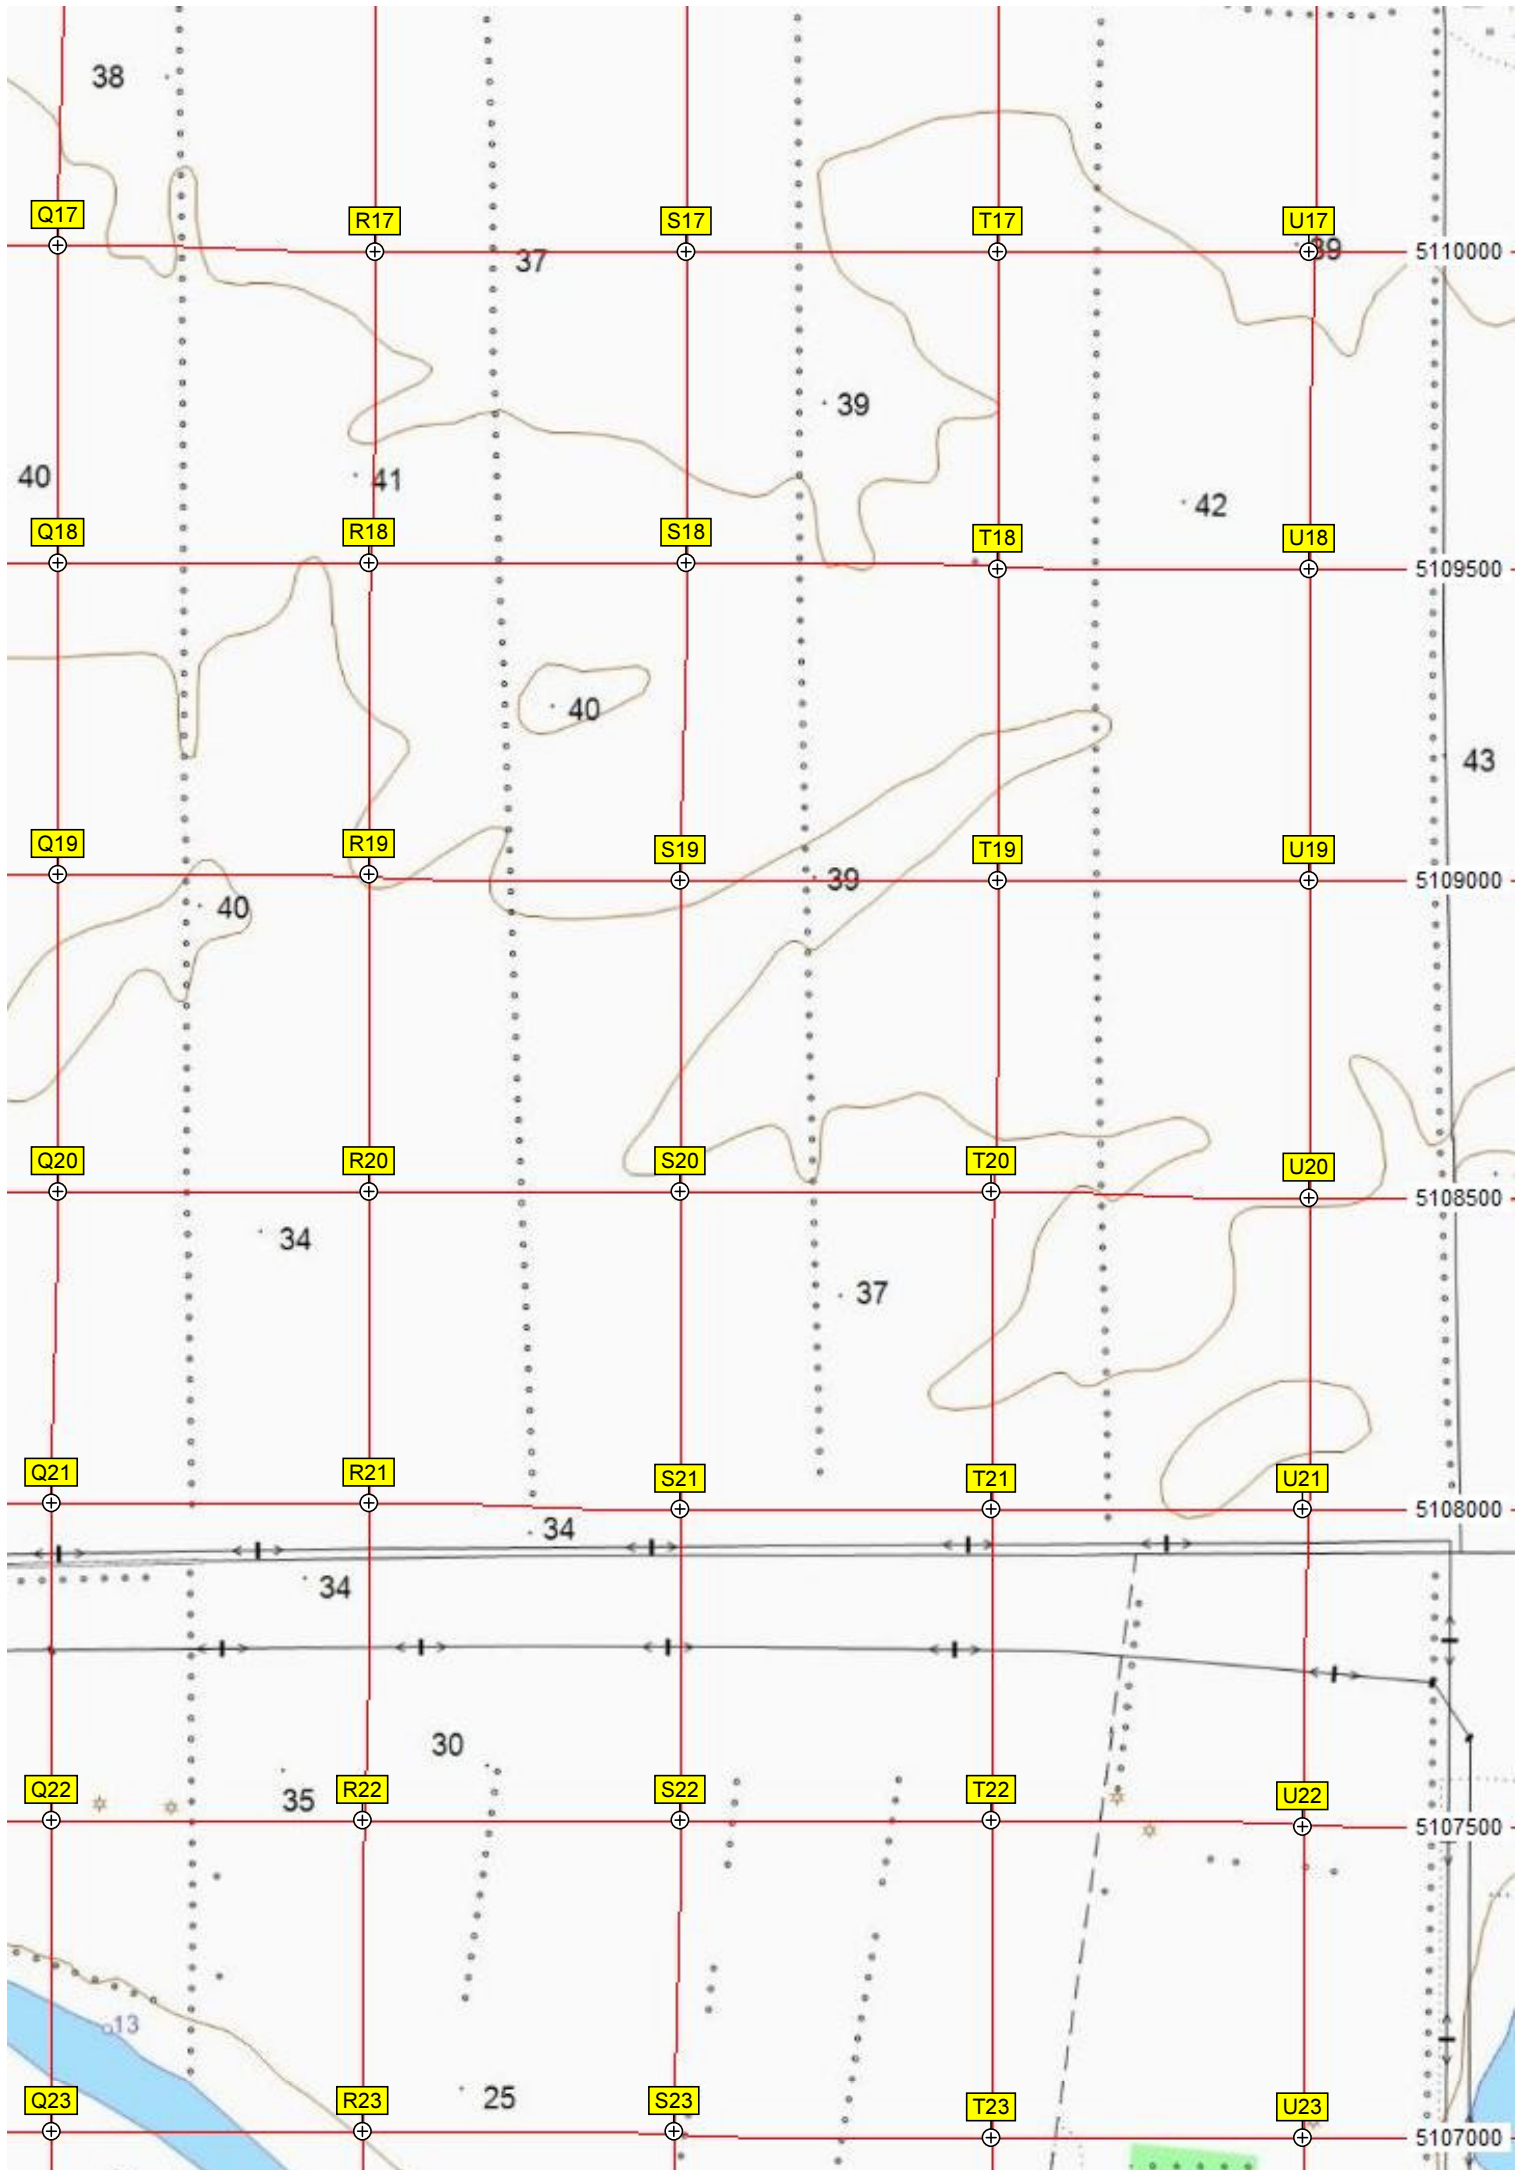 38
Q17 R17 S17 T17 U17
37 39 5110000
39
40 41 42
Q18 R18 S18 T18 U18
5109500
40
43
Q19 R19 S19 T19 U19
39 5109000
40
Q20 R20 S20 T20 U20
5108500
34
37
Q21 R21 S21 T21 U21
5108000
34
34
30
35
Q22 R22 S22 T22 U22
5107500
13
25
Q23 R23 S23 T23 U23
5107000